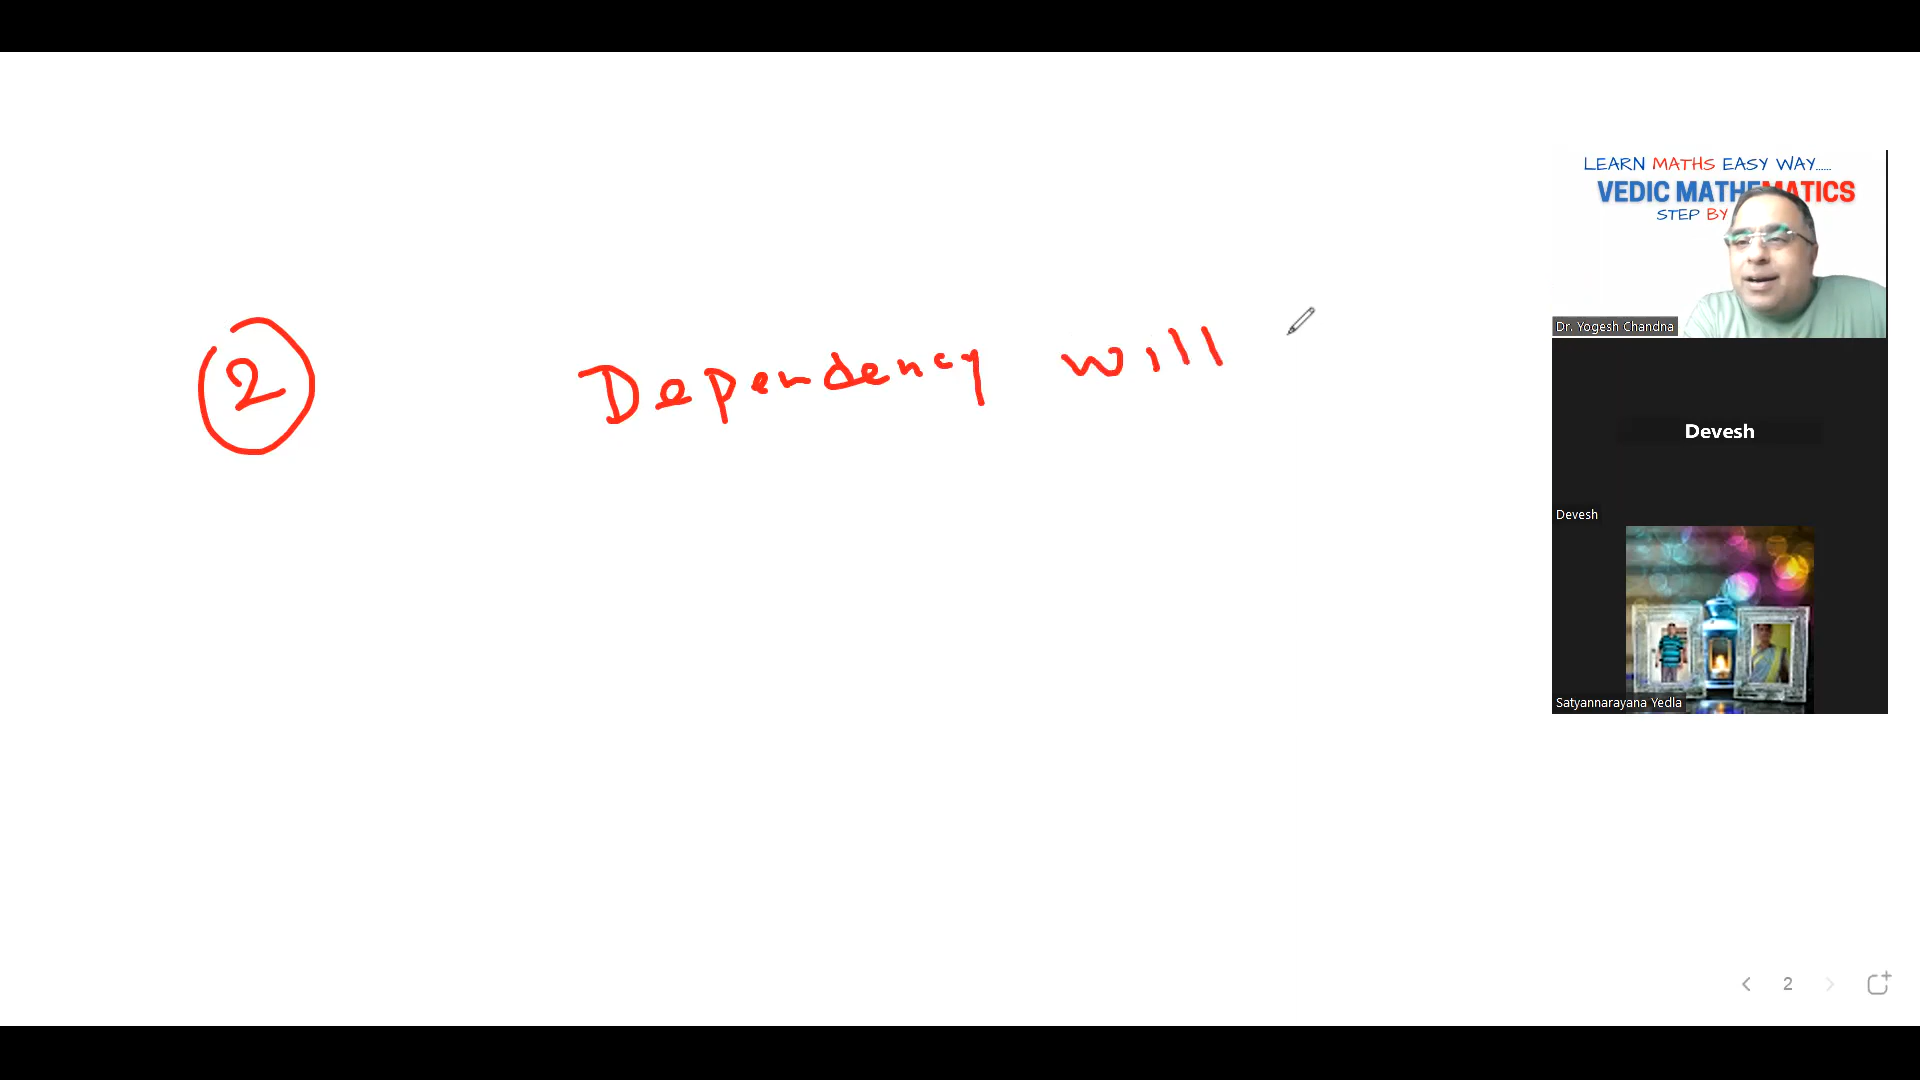 LEARN MATHS EASY WAY......
VEDIC MATHEMATICS
STEP BY
② Dependency will
Dr. Yogesh Chandna
Devesh
Devesh
Satyannarayana Yedla
2